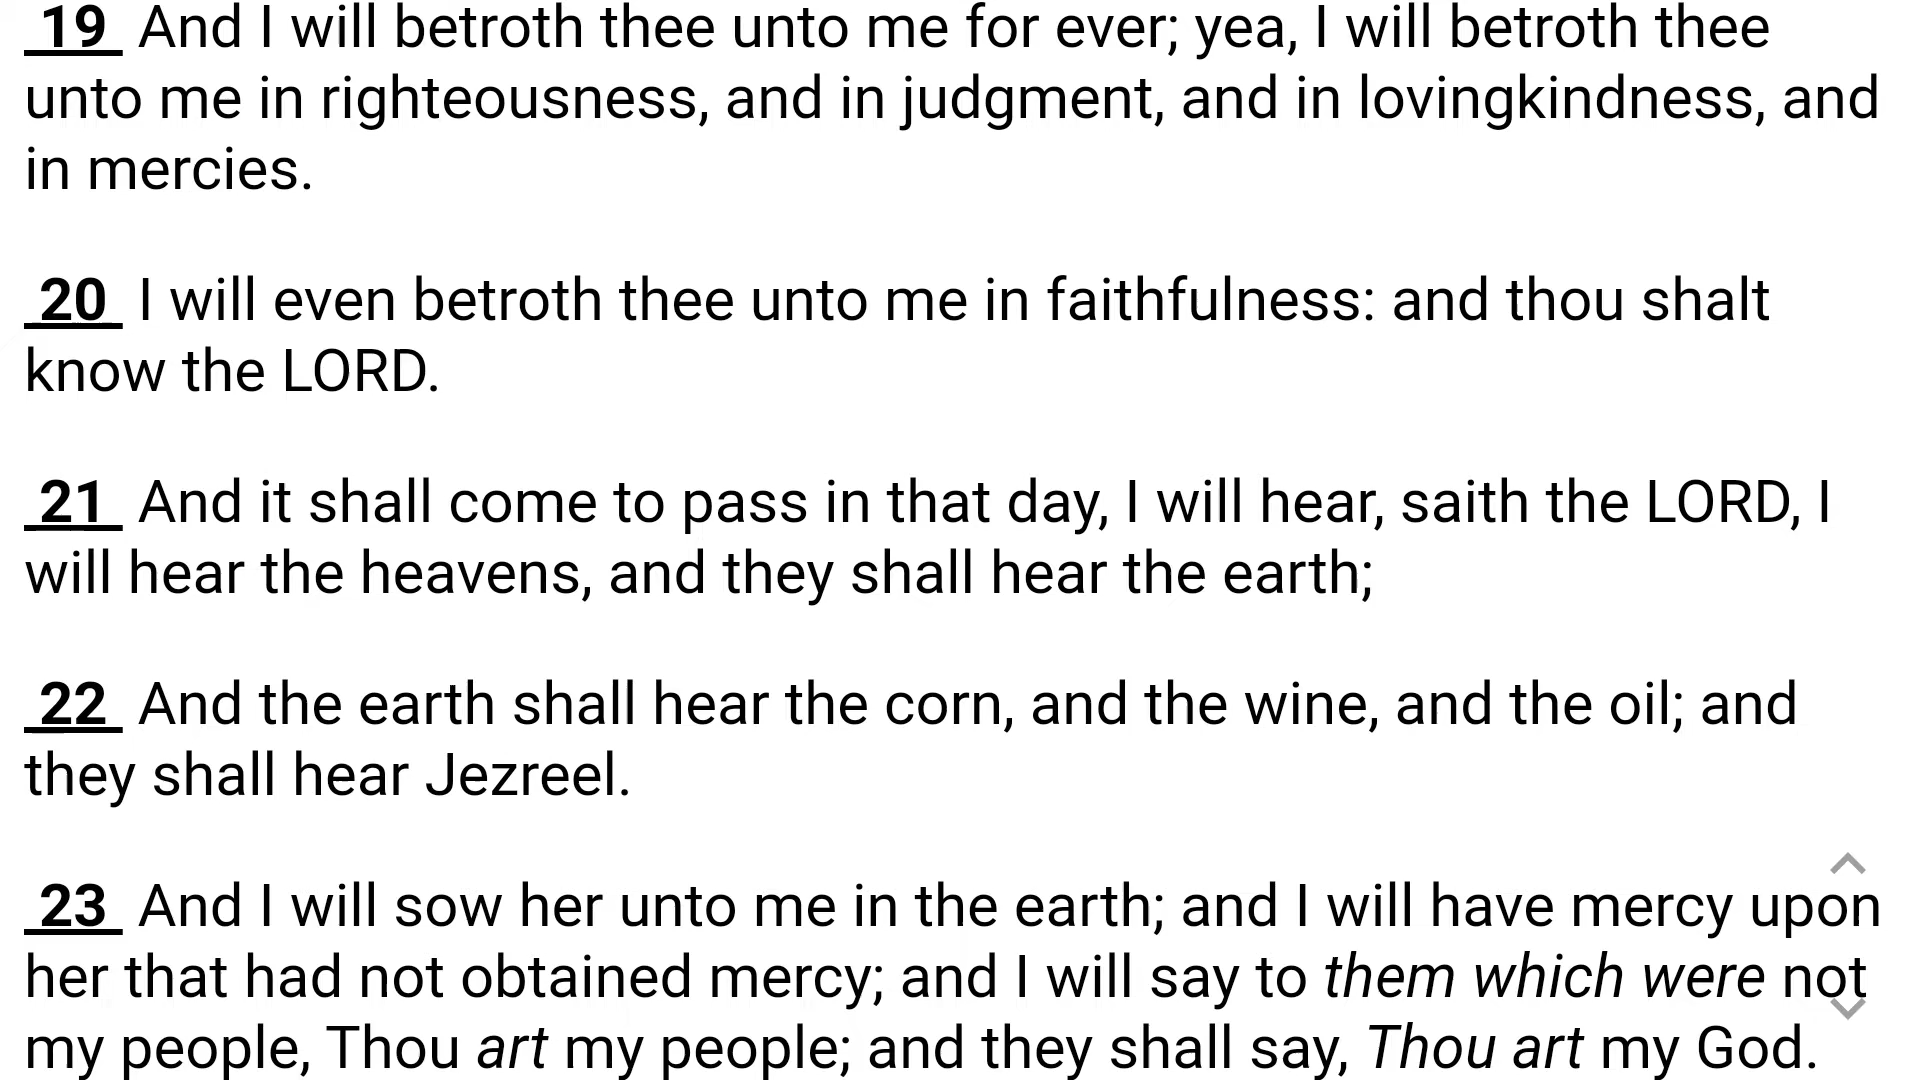 19 And I will betroth thee unto me for ever; yea, I will betroth thee
unto me in righteousness, and in judgment, and in lovingkindness, and
in mercies.
20 I will even betroth thee unto me in faithfulness: and thou shalt
know the LORD.
21 And it shall come to pass in that day, I will hear, saith the LORD, I
will hear the heavens, and they shall hear the earth;
22 And the earth shall hear the corn, and the wine, and the oil; and
they shall hear Jezreel.
23 And I will sow her unto me in the earth; and I will have mercy upon
her that had not obtained mercy; and I will say to them which were not
my people, Thou art my people; and they shall say, Thou art my God.